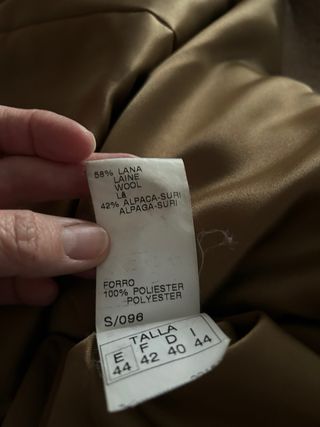 58% LANA
LAINE
WOOL
LÃ
42% ALPACA-SURI
ALPAGA-SURI
FORRO
100% POLIESTER
POLYESTER
S/096
TALLA
E F D I
44 42 40 44